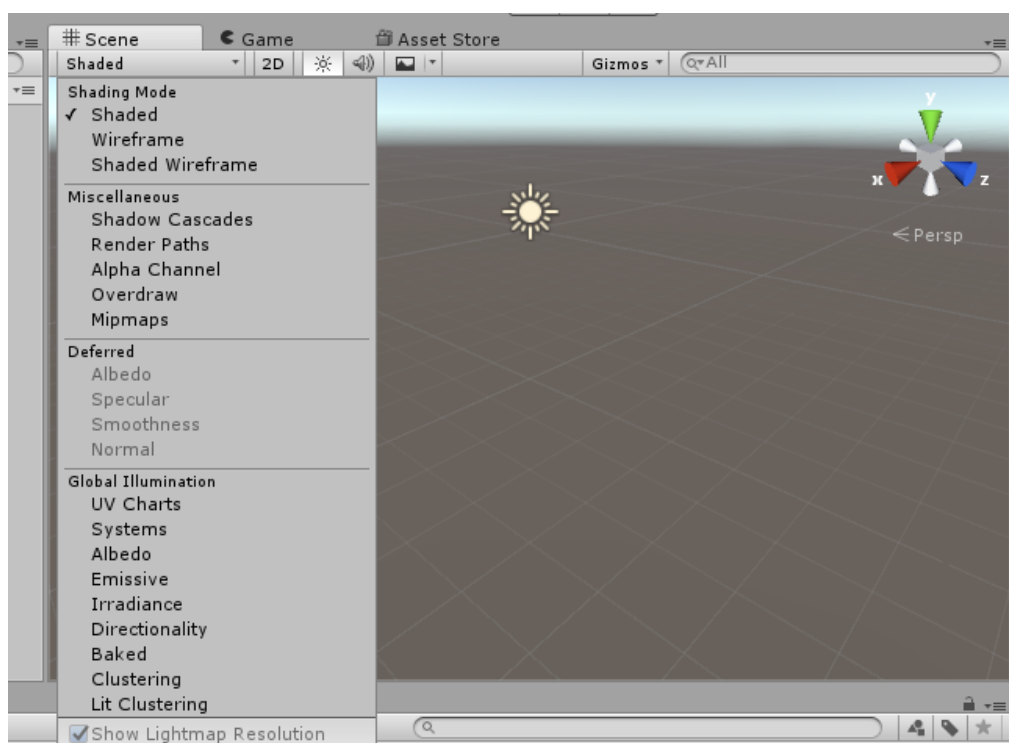 Scene Game Asset Store
Shaded 2D Gizmos All
Shading Mode
Shaded
Wireframe
Shaded Wireframe
Miscellaneous
Shadow Cascades
Render Paths
Alpha Channel
Overdraw
Mipmaps
Deferred
Albedo
Specular
Smoothness
Normal
Global Illumination
UV Charts
Systems
Albedo
Emissive
Irradiance
Directionality
Baked
Clustering
Lit Clustering
Show Lightmap Resolution
y
x z
Persp